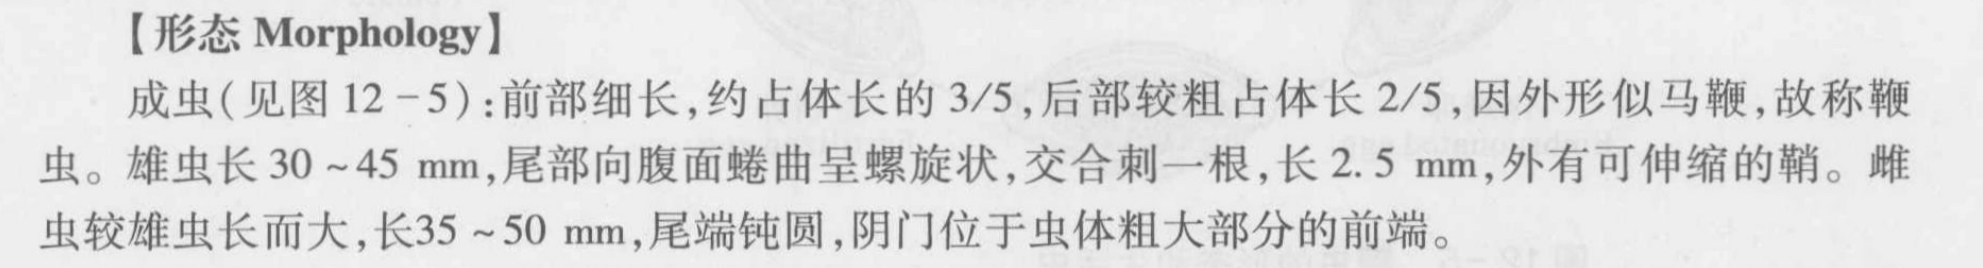 【形态 Morphology】
成虫(见图 12-5):前部细长,约占体长的 3/5,后部较粗占体长 2/5,因外形似马鞭,故称鞭
虫。雄虫长 30~45 mm,尾部向腹面蜷曲呈螺旋状,交合刺一根,长 2.5 mm,外有可伸缩的鞘。雌
虫较雄虫长而大,长35~50 mm,尾端钝圆,阴门位于虫体粗大部分的前端。